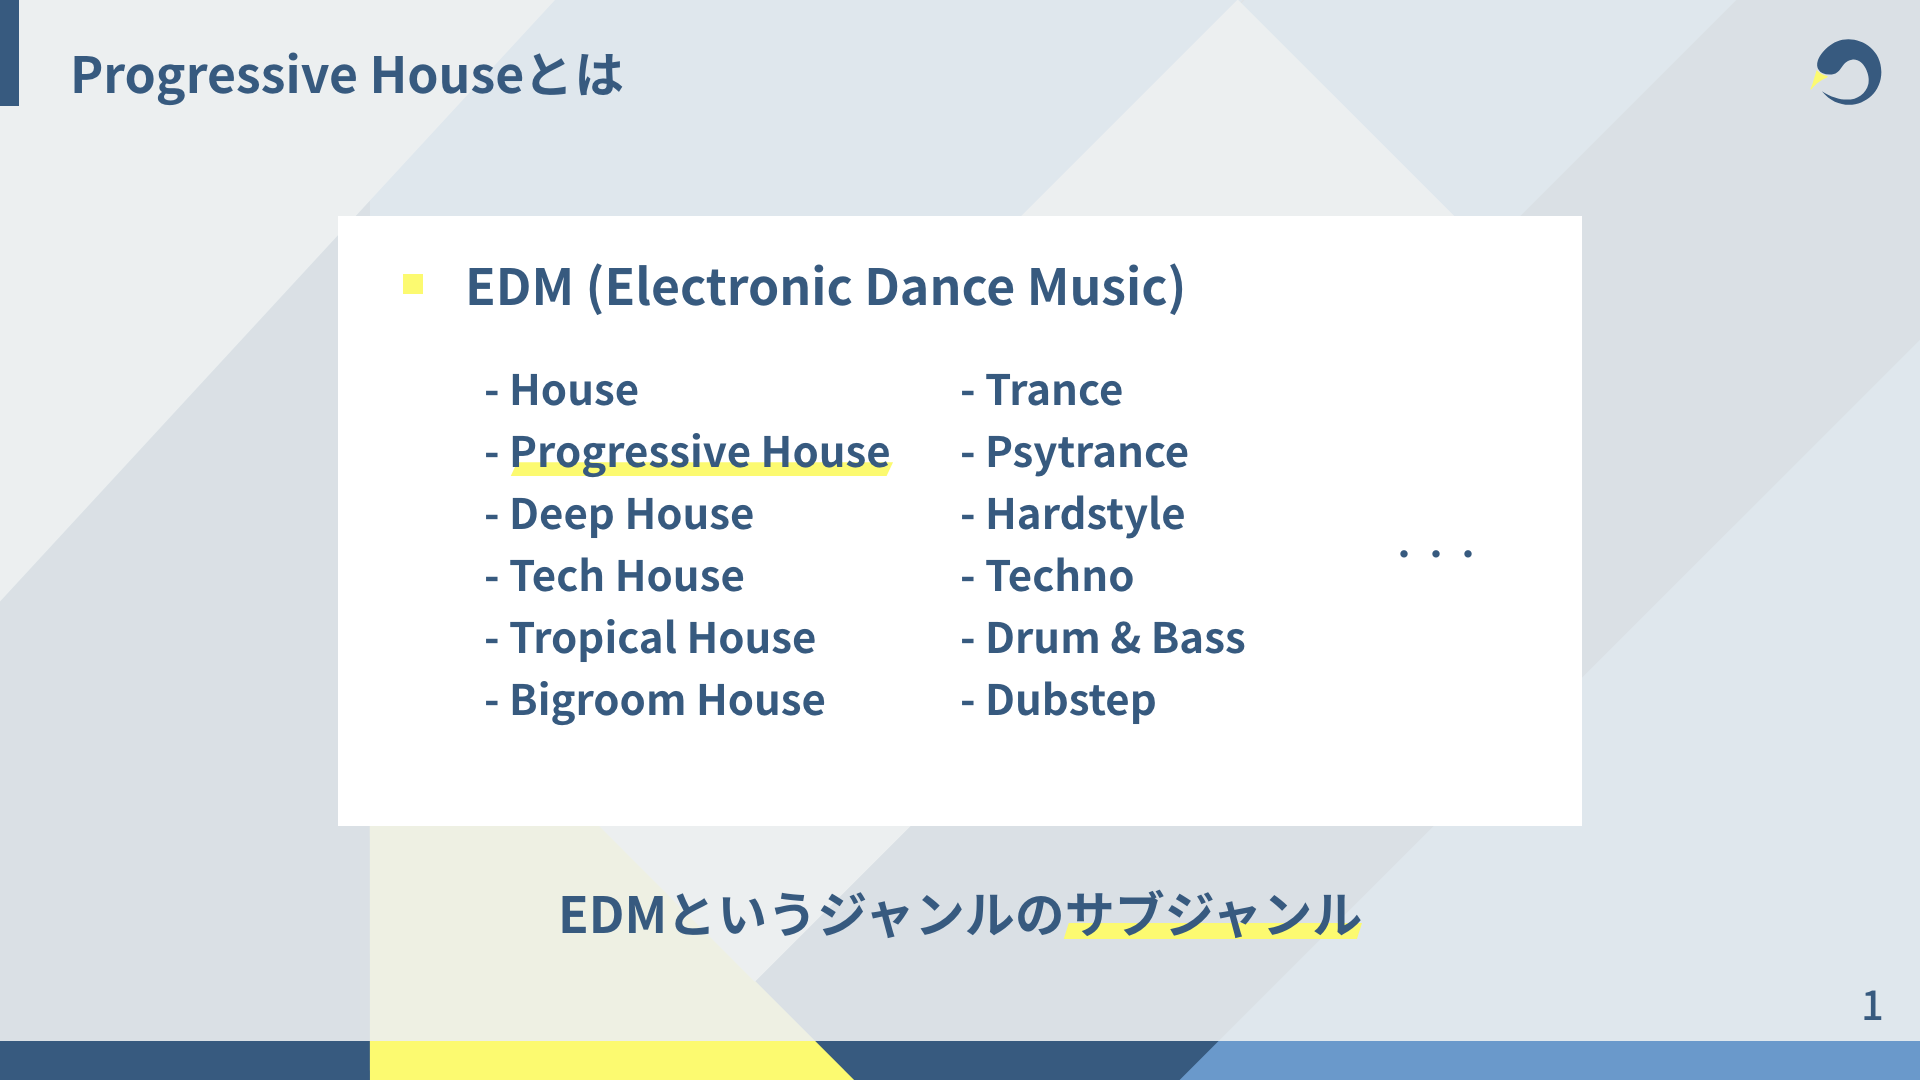 Progressive Houseとは
EDM (Electronic Dance Music)
- House
- Progressive House
- Deep House
- Tech House
- Tropical House
- Bigroom House
- Trance
- Psytrance
- Hardstyle
- Techno
- Drum & Bass
- Dubstep
・・・
EDMというジャンルのサブジャンル
1